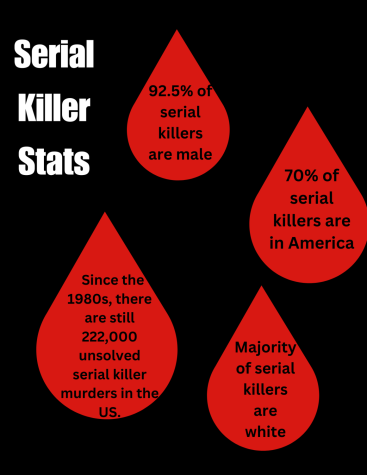 Serial
Killer
Stats
92.5% of
serial
killers
are male
70% of
serial
killers are
in America
Since the
1980s, there
are still
222,000
unsolved
serial killer
murders in the
US.
Majority
of serial
killers
are
white